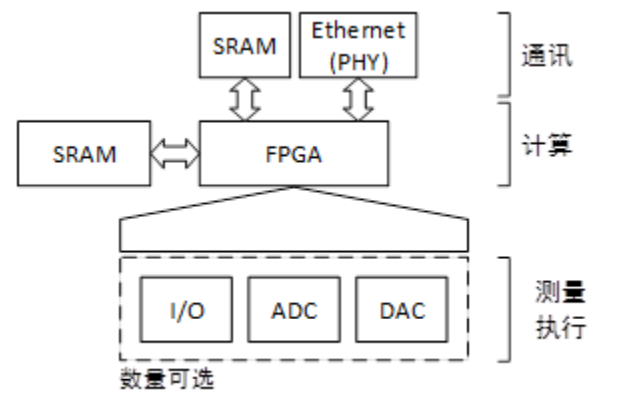 SRAM
Ethernet
(PHY)
通讯
SRAM
FPGA
计算
I/O
ADC
DAC
测量
执行
数量可选